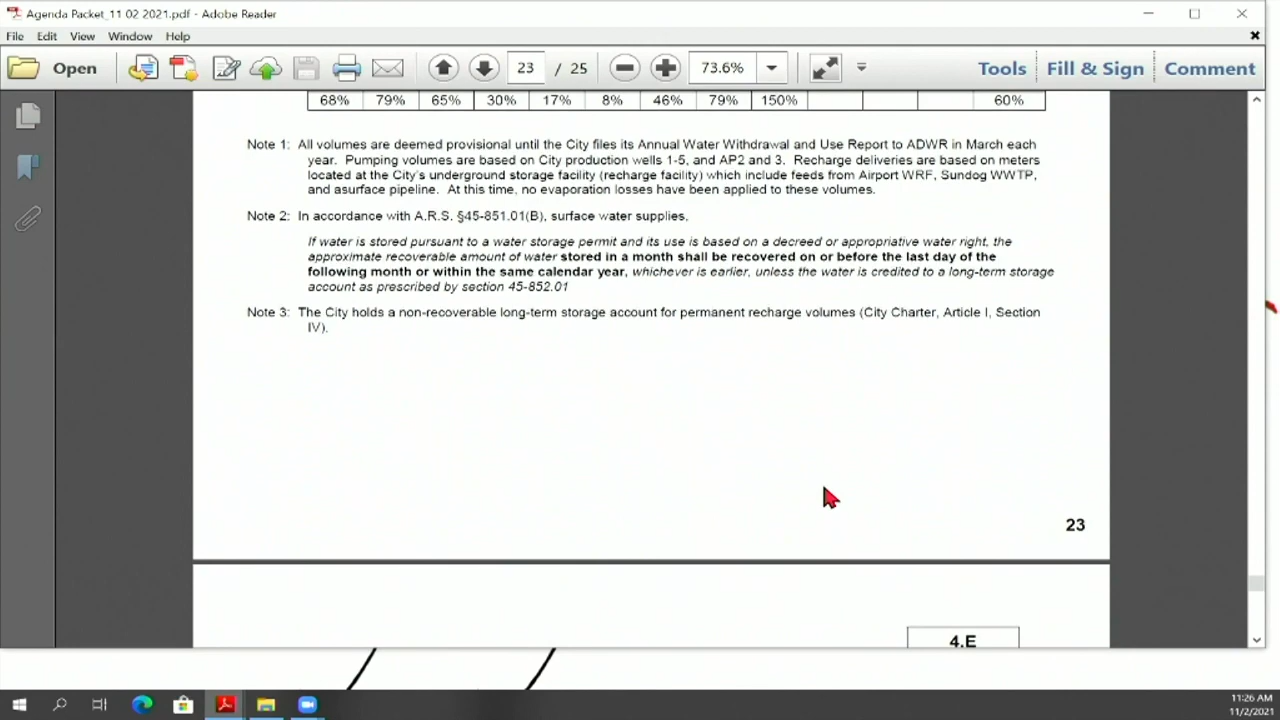 Agenda Packet_11 02 2021.pdf - Adobe Reader
File Edit View Window Help
Open 23 / 25 73.6% Tools Fill & Sign Comment
68% 79% 65% 30% 17% 8% 46% 79% 150% 60%
Note 1: All volumes are deemed provisional until the City files its Annual Water Withdrawal and Use Report to ADWR in March each
year. Pumping volumes are based on City production wells 1-5, and AP2 and 3. Recharge deliveries are based on meters
located at the City's underground storage facility (recharge facility) which include feeds from Airport WRF, Sundog WWTP,
and asurface pipeline. At this time, no evaporation losses have been applied to these volumes.
Note 2: In accordance with A.R.S. §45-851.01(B), surface water supplies,
If water is stored pursuant to a water storage permit and its use is based on a decreed or appropriative water right, the
approximate recoverable amount of water stored in a month shall be recovered on or before the last day of the
following month or within the same calendar year, whichever is earlier, unless the water is credited to a long-term storage
account as prescribed by section 45-852.01
Note 3: The City holds a non-recoverable long-term storage account for permanent recharge volumes (City Charter, Article I, Section
IV).
23
4.E
11:26 AM
11/2/2021